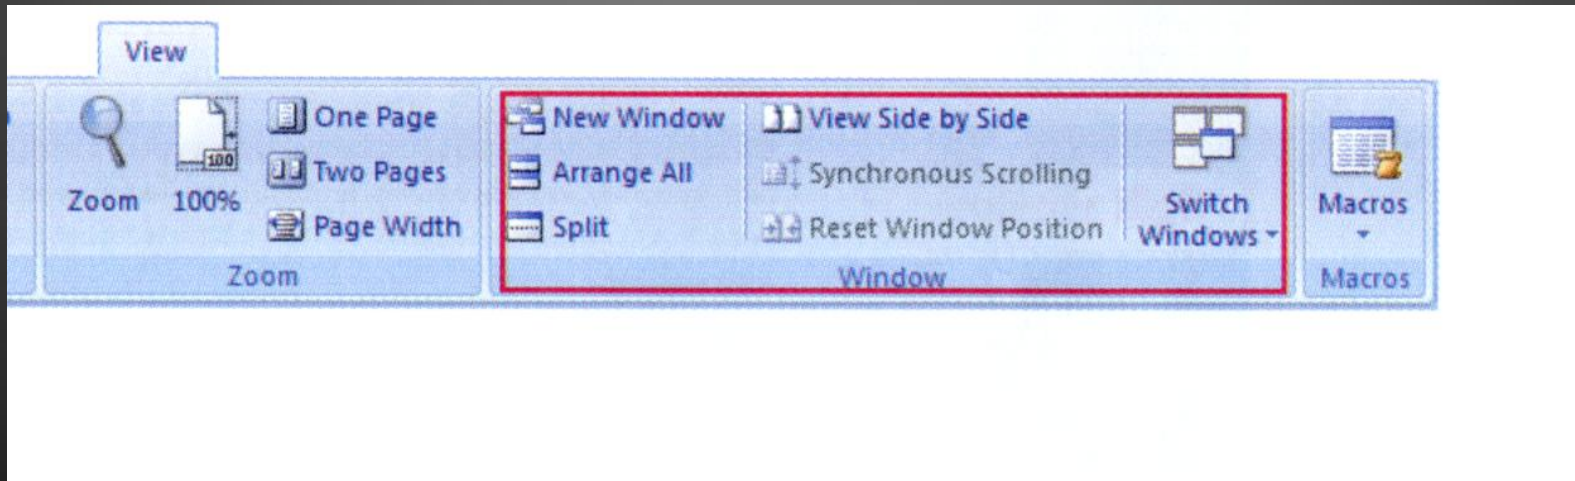 View
Zoom
100%
One Page
Two Pages
Page Width
Zoom
New Window
Arrange All
Split
View Side by Side
Synchronous Scrolling
Reset Window Position
Switch
Windows
Window
Macros
Macros
100